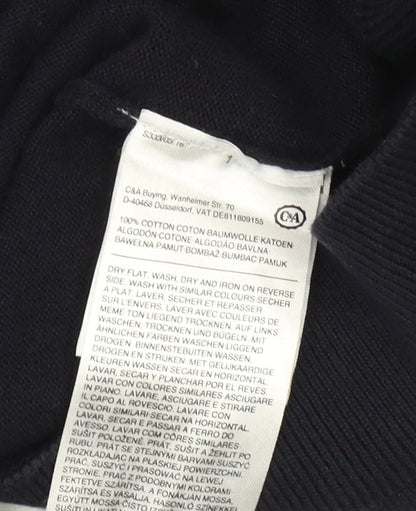 1
C&A Buying, Wanheimer Str. 70
D-40468 Düsseldorf, VAT DE811809155
C&A
100% COTTON COTON BAUMWOLLE KATOEN
ALGODÓN COTONE ALGODÃO BAVLNA
BAWEŁNA PAMUT BOMBAŽ BUMBAC PAMUK
DRY FLAT. WASH, DRY AND IRON ON REVERSE
SIDE. WASH WITH SIMILAR COLOURS SECHER
A PLAT. LAVER, SECHER ET REPASSER
SUR L'ENVERS. LAVER AVEC COULEURS DE
MEME TON LIEGEND TROCKNEN. AUF LINKS
WASCHEN, TROCKNEN UND BÜGELN. MIT
ÄHNLICHEN FARBEN WASCHEN LIGGEND
DROGEN. BINNENSTEBUITEN WASSEN,
DROGEN EN STRIJKEN. MET GELIJKAARDIGE
KLEUREN WASSEN SECAR EN HORIZONTAL.
LAVAR, SECAR Y PLANCHAR POR EL REVÉS.
LAVAR CON COLORES SIMILARES ASCIUGARE
IN PIANO. LAVARE, ASCIUGARE E STIRARE
IL CAPO AL ROVESCIO. LAVARE CON
COLORI SIMILARI SECAR NA HORIZONTAL.
LAVAR, SECAR E PASSAR A FERRO DO
AVESSO. LAVAR COM CÔRES SIMILARES
SUŠIT POLOŽENÉ. PRÁT, SUŠIT A ŽEHLIT PO
RUBU. PRÁT SE STEJNÝMI BARVAMI SUSZYĆ
ROZKŁADAJĄC NA PŁASKIEJ POWIERZCHNI.
PRAĆ, SUSZYĆ I PRASOWAĆ NA LEWEJ
STRONIE. PRAĆ Z PODOBNYMI KOLORAMI
FEKTETVE SZÁRÍTSA. A FONÁKJÁN MOSSA,
SZÁRÍTSA ÉS VASALJA. HASONLÓ SZÍNEKKEL
EGYÜTT MOSSA